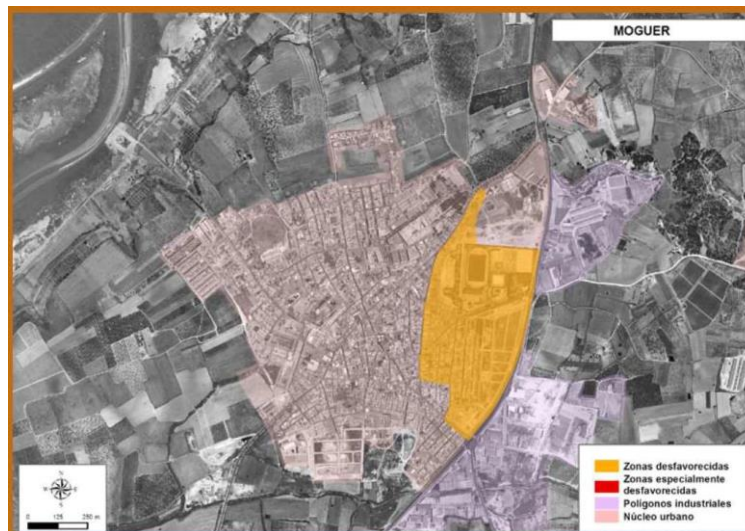 MOGUER
Zonas desfavorecidas
Zonas especialmente
desfavorecidas
Polígonos industriales
Núcleo urbano
N
S
0 125 250 m